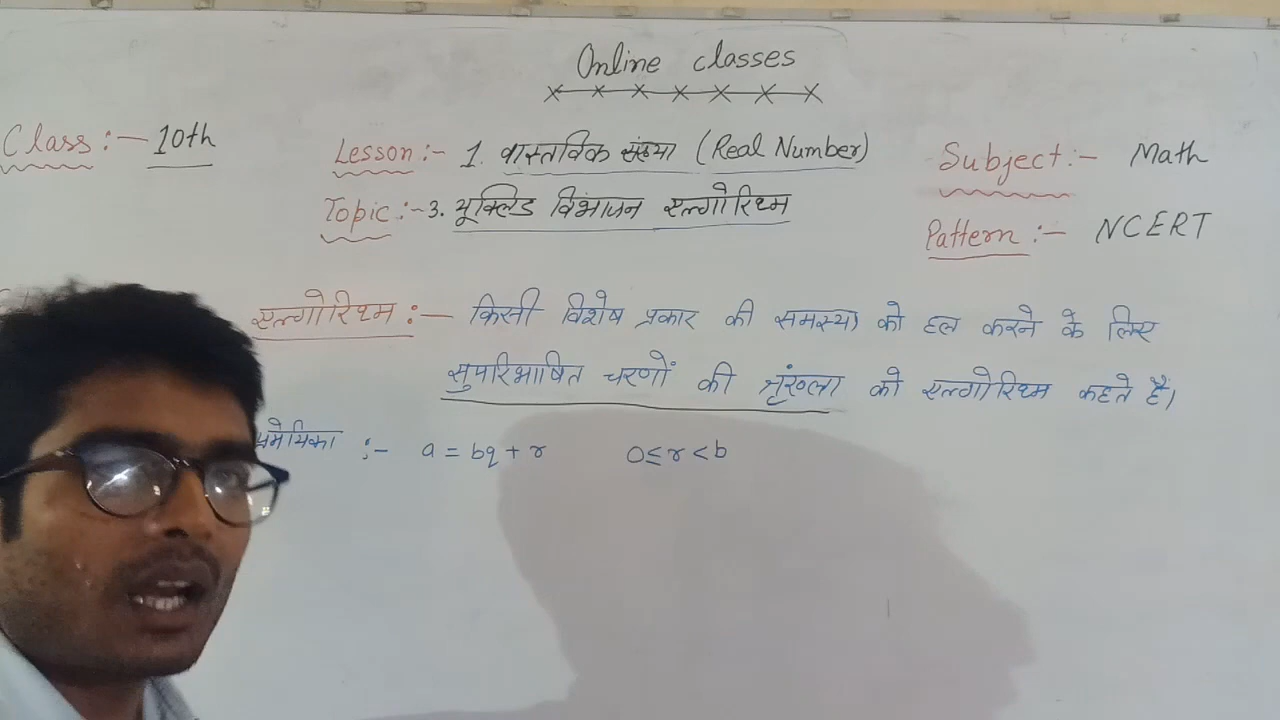 Online classes
Class :- 10th
Lesson :- 1. वास्तविक संख्या (Real Number)
Subject :- Math
Topic :- 3. यूक्लिड विभाजन एल्गोरिथ्म
Pattern :- NCERT
एल्गोरिथ्म :- किसी विशेष प्रकार की समस्या को हल करने के लिए
सुपरिभाषित चरणों की श्रृंखला को एल्गोरिथ्म कहते हैं।
:- a = bq + r 0≤r<b